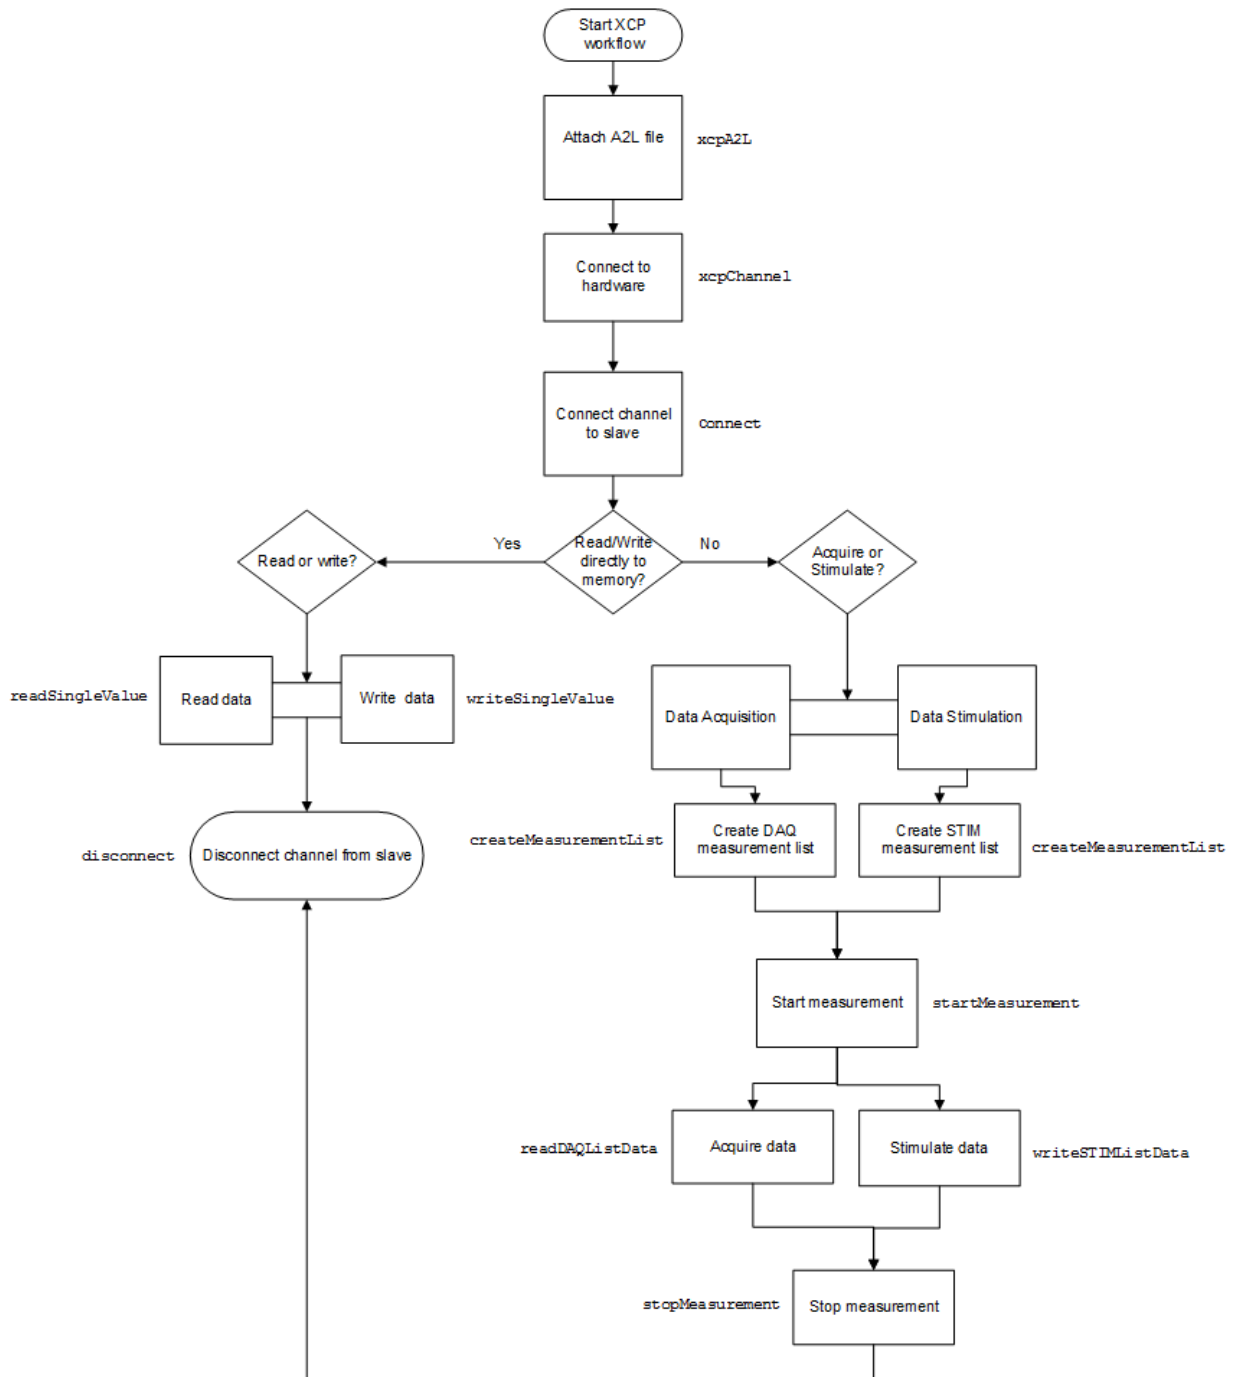 Start XCP
workflow
Attach A2L file
xcpA2L
Connect to
hardware
xcpChannel
Connect channel
to slave
Connect
Read or write?
Yes
Read/Write
directly to
memory?
No
Acquire or
Stimulate?
readSingleValue
Read data
Write data
writeSingleValue
Data Acquisition
Data Stimulation
disconnect
Disconnect channel from slave
createMeasurementList
Create DAQ
measurement list
Create STIM
measurement list
createMeasurementList
Start measurement
startMeasurement
readDAQListData
Acquire data
Stimulate data
writeSTIMListData
stopMeasurement
Stop measurement